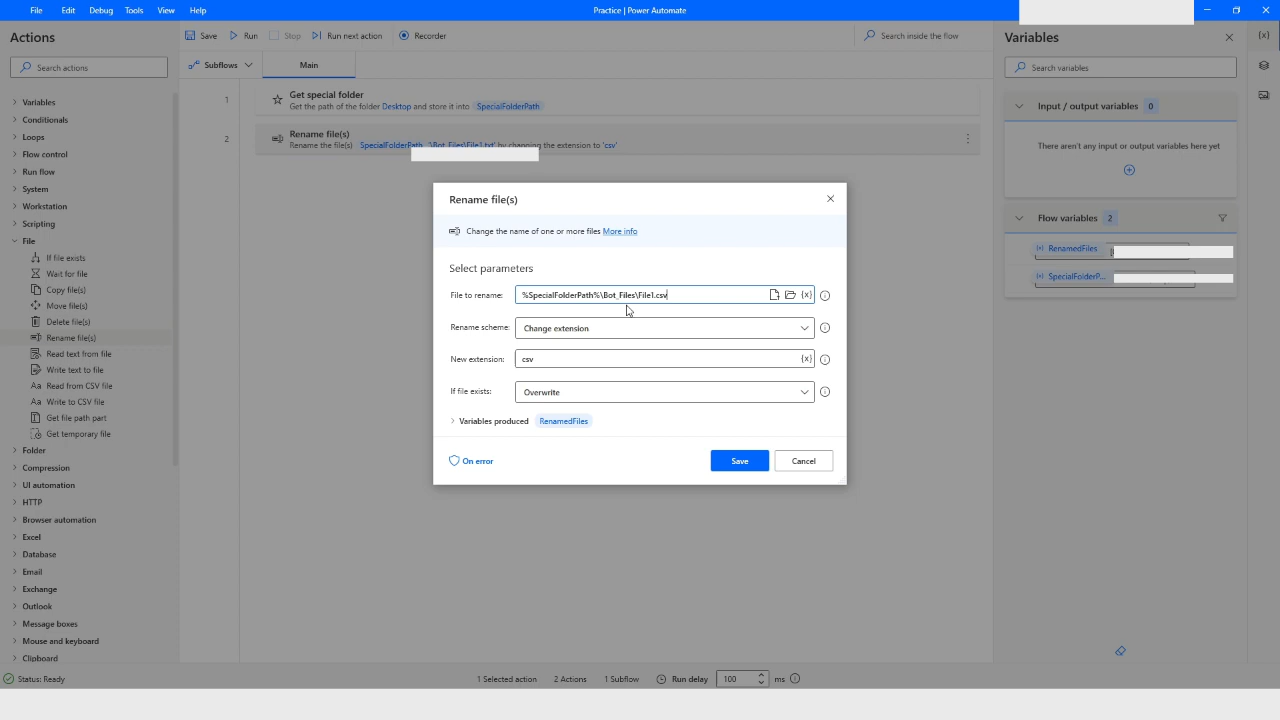 File Edit Debug Tools View Help
Practice | Power Automate
Actions
Search actions
Variables
Conditionals
Loops
Flow control
Run flow
System
Workstation
Scripting
File
If file exists
Wait for file
Copy file(s)
Move file(s)
Delete file(s)
Rename file(s)
Read text from file
Write text to file
Aa Read from CSV file
Aa Write to CSV file
Get file path part
Get temporary file
Folder
Compression
UI automation
HTTP
Browser automation
Excel
Database
Email
Exchange
Outlook
Message boxes
Mouse and keyboard
Clipboard
Save Run Stop Run next action Recorder
Search inside the flow
Subflows Main
1
Get special folder
Get the path of the folder Desktop and store it into SpecialFolderPath
2
Rename file(s)
Rename the file(s) SpecialFolderPath '\Bot_Files\File1.txt' by changing the extension to 'csv'
Rename file(s)
Change the name of one or more files More info
Select parameters
File to rename: %SpecialFolderPath%\Bot_Files\File1.csv {x}
Rename scheme: Change extension
New extension: csv {x}
If file exists: Overwrite
Variables produced RenamedFiles
On error Save Cancel
Variables
{x}
Search variables
Input / output variables 0
There aren't any input or output variables here yet
Flow variables 2
(x) RenamedFiles
(x) SpecialFolderP...
Status: Ready 1 Selected action 2 Actions 1 Subflow Run delay 100 ms